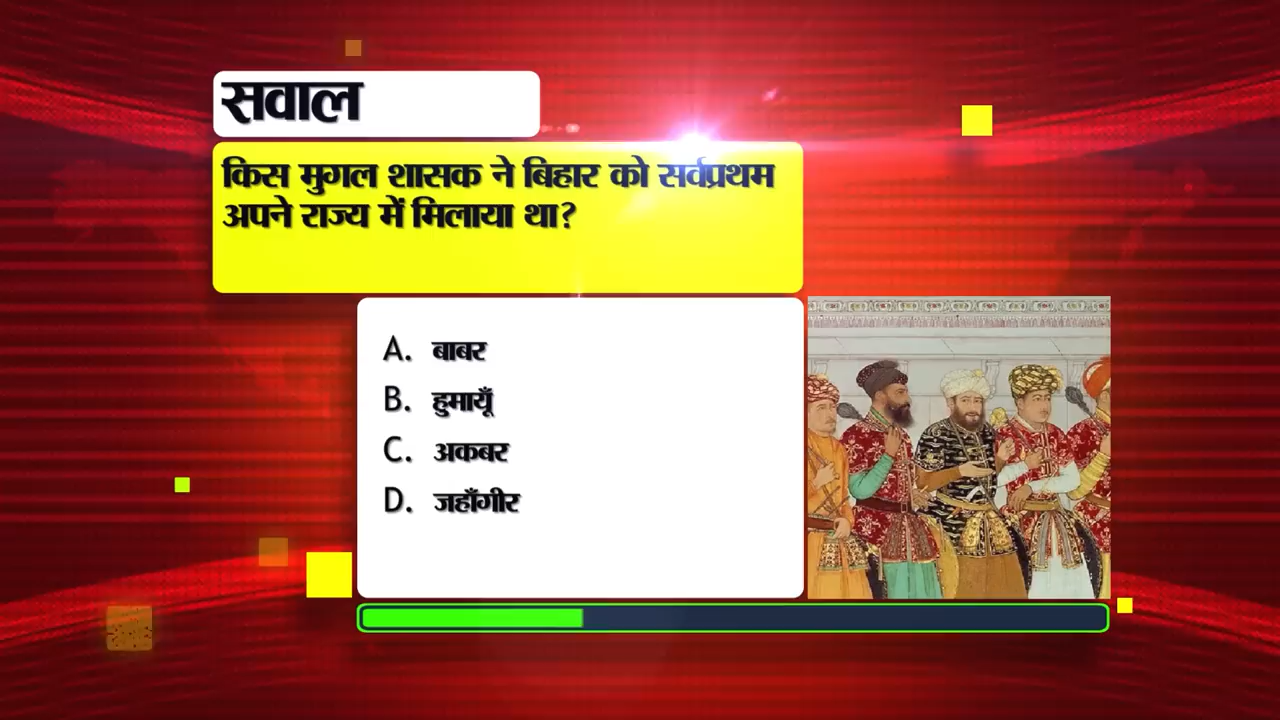 सवाल
किस मुगल शासक ने बिहार को सर्वप्रथम
अपने राज्य में मिलाया था?
A. बाबर
B. हुमायूँ
C. अकबर
D. जहाँगीर